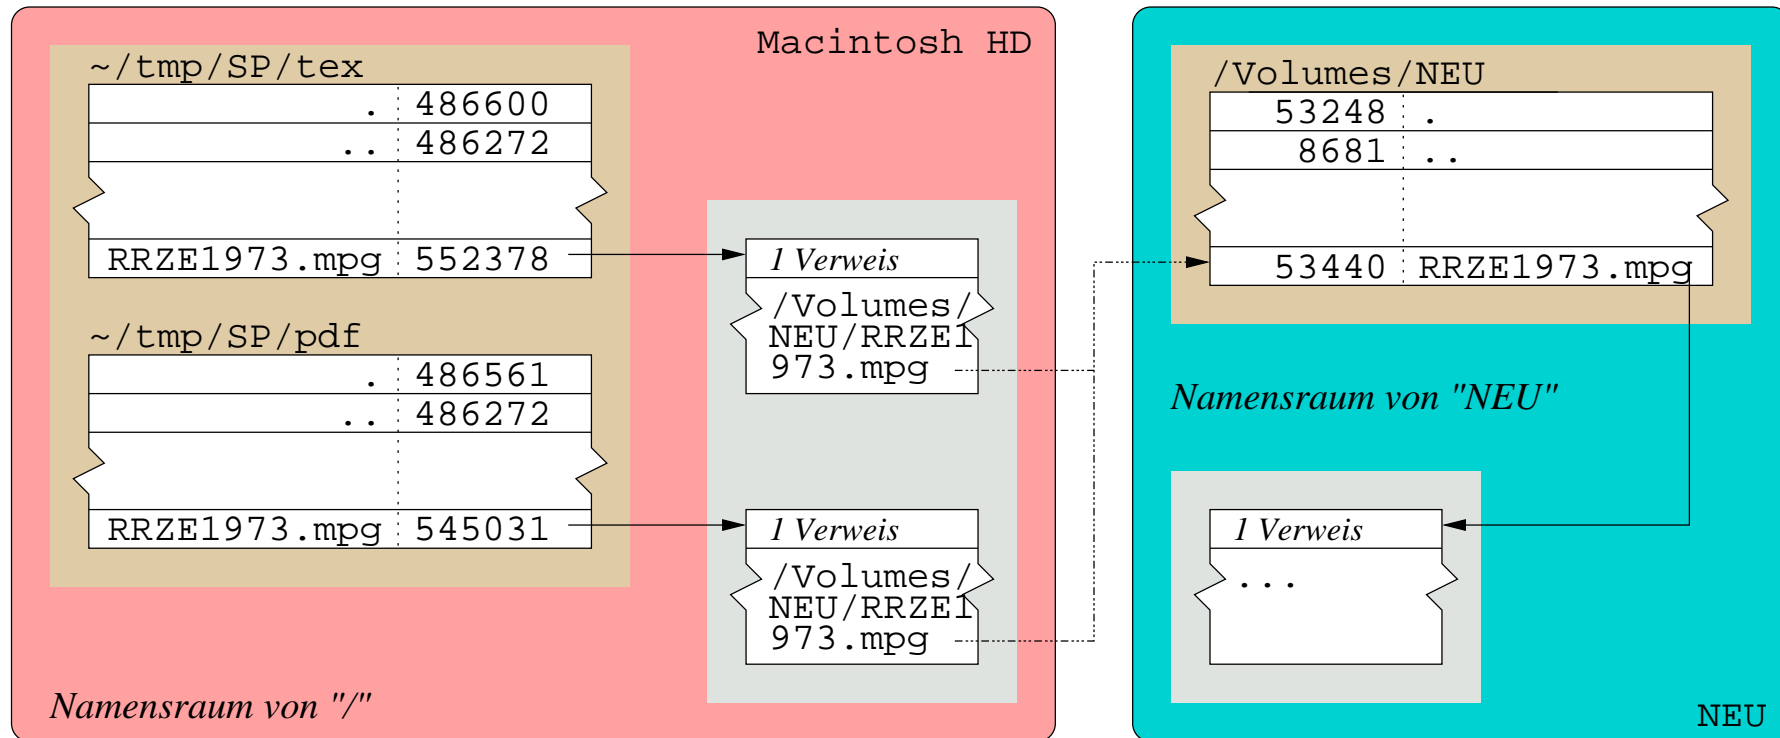 Macintosh HD
~/tmp/SP/tex
. 486600
.. 486272
RRZE1973.mpg 552378
~/tmp/SP/pdf
. 486561
.. 486272
RRZE1973.mpg 545031
1 Verweis
/Volumes/
NEU/RRZE1
973.mpg
1 Verweis
/Volumes/
NEU/RRZE1
973.mpg
Namensraum von "/"
/Volumes/NEU
53248 .
8681 ..
53440 RRZE1973.mpg
Namensraum von "NEU"
1 Verweis
...
NEU